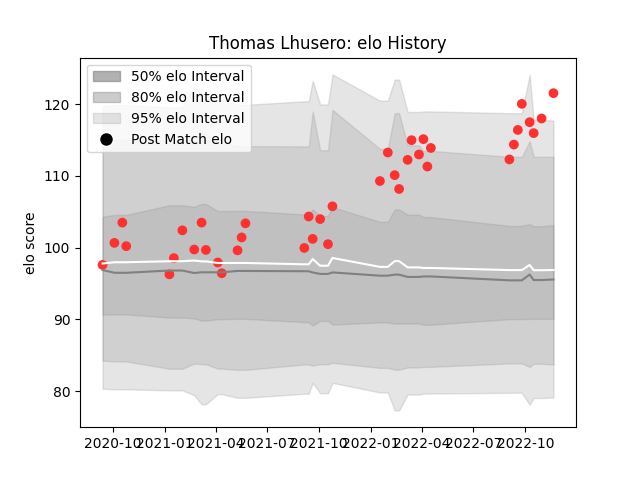 Thomas Lhusero: elo History
50% elo Interval
80% elo Interval
95% elo Interval
Post Match elo
elo score
120
110
100
90
80
2020-10 2021-01 2021-04 2021-07 2021-10 2022-01 2022-04 2022-07 2022-10